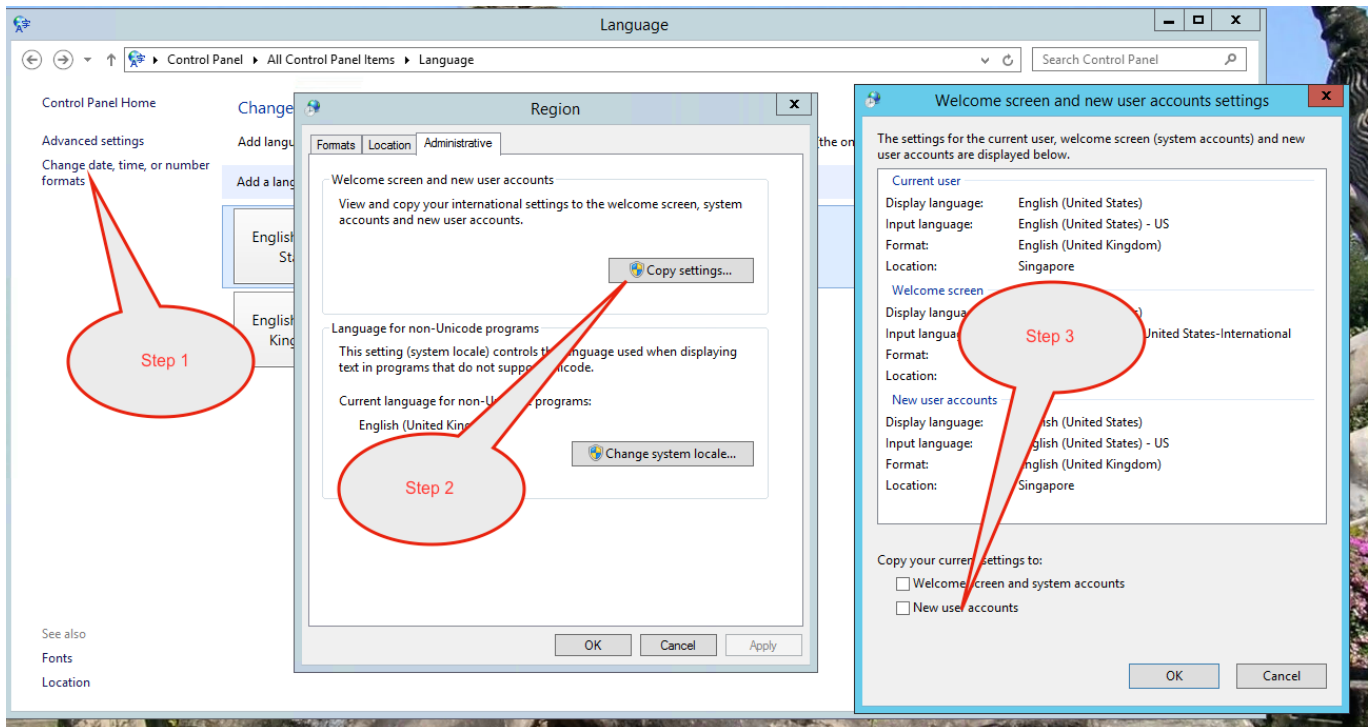 Language
Control Panel ▸ All Control Panel Items ▸ Language
Search Control Panel
Control Panel Home
Advanced settings
Change date, time, or number
formats
See also
Fonts
Location
Change
Add langu
(the on
Add a lang
English
St
English
King
Region
Formats Location Administrative
Welcome screen and new user accounts
View and copy your international settings to the welcome screen, system
accounts and new user accounts.
Copy settings...
Language for non-Unicode programs
This setting (system locale) controls th nguage used when displaying
text in programs that do not supp icode.
Current language for non-U programs:
English (United King
Change system locale...
OK Cancel Apply
Step 1
Step 2
Welcome screen and new user accounts settings
The settings for the current user, welcome screen (system accounts) and new
user accounts are displayed below.
Current user
Display language: English (United States)
Input language: English (United States) - US
Format: English (United Kingdom)
Location: Singapore
Welcome screen
Display langua
Input languag United States-International
Format:
Location:
New user accounts
Display language: ish (United States)
Input language: glish (United States) - US
Format: nglish (United Kingdom)
Location: Singapore
Step 3
Copy your current settings to:
Welcome screen and system accounts
New user accounts
OK Cancel